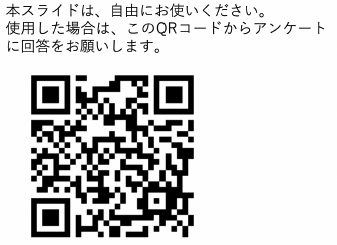 本スライドは、自由にお使いください。
使用した場合は、このQRコードからアンケート
に回答をお願いします。